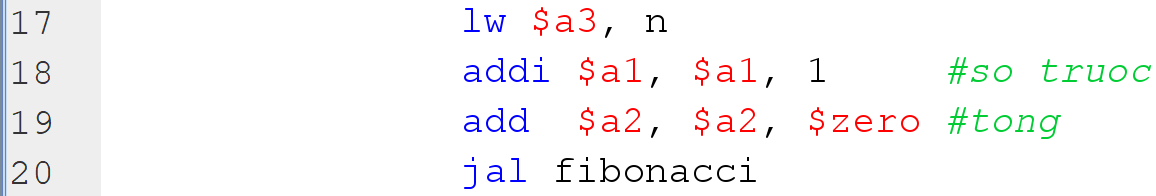 17 lw $a3, n
18 addi $a1, $a1, 1 #so truoc
19 add $a2, $a2, $zero #tong
20 jal fibonacci